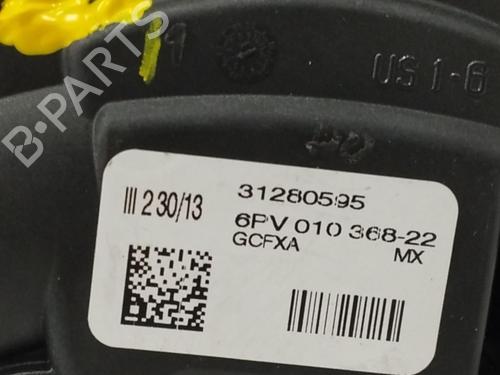 B-PARTS
US 1-6
III 2 30/13
31280595
6PV 010 368-22
GCFXA
MX